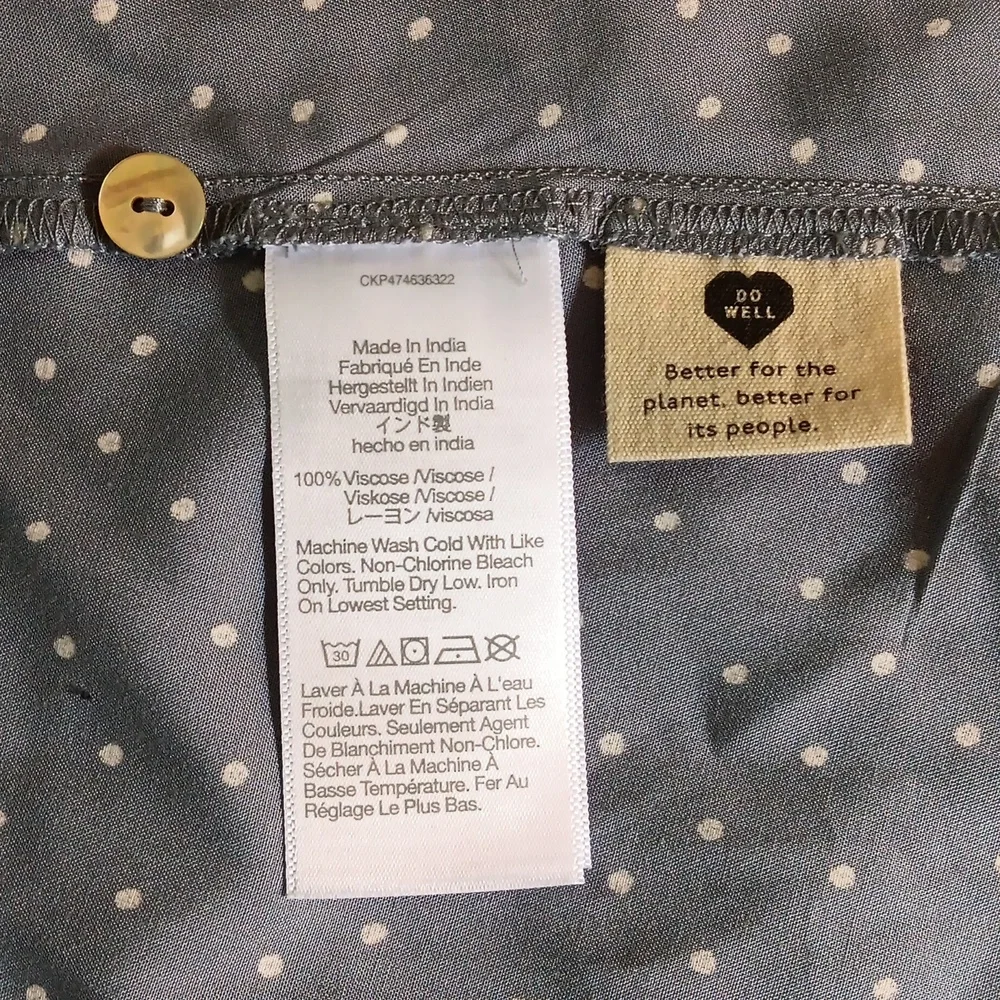 CKP474636322
Made In India
Fabriqué En Inde
Hergestellt In Indien
Vervaardigd In India
インド製
hecho en india
100% Viscose /Viscose /
Viskose /Viscose /
レーヨン /viscosa
Machine Wash Cold With Like
Colors. Non-Chlorine Bleach
Only. Tumble Dry Low. Iron
On Lowest Setting.
30
Laver À La Machine À L'eau
Froide.Laver En Séparant Les
Couleurs. Seulement Agent
De Blanchiment Non-Chlore.
Sécher À La Machine À
Basse Température. Fer Au
Réglage Le Plus Bas.
DO
WELL
Better for the
planet. better for
its people.